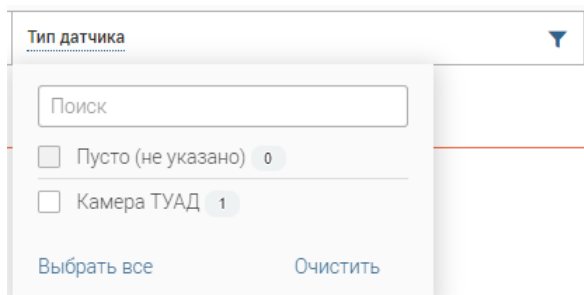 Тип датчика
Поиск
Пусто (не указано) 0
Камера ТУАД 1
Выбрать все Очистить